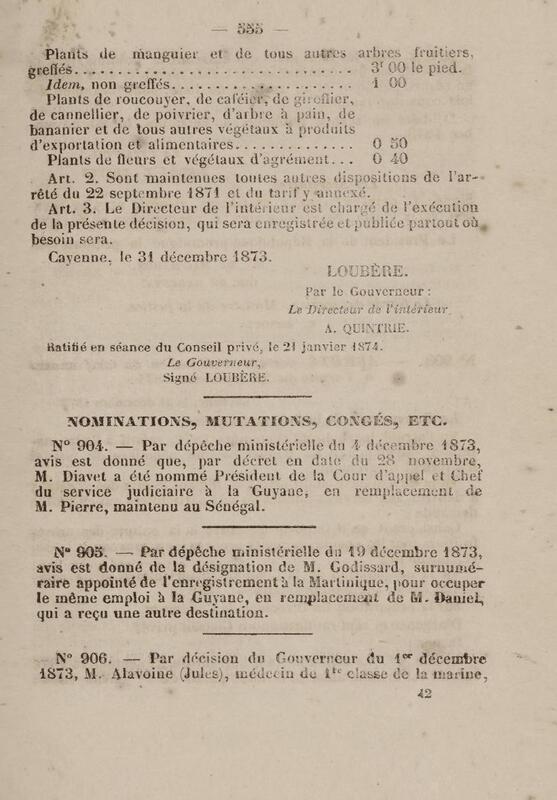 — 555 —
Plants de manguier et de tous autres arbres fruitiers,
greffés................................. 3f 00 le pied.
Idem, non greffés...................... 1 00
Plants de roucouyer, de caféier, de giroflier,
de cannellier, de poivrier, d'arbre à pain, de
bananier et de tous autres végétaux à produits
d'exportation et alimentaires............... 0 50
Plants de fleurs et végétaux d'agrément... 0 40
Art. 2. Sont maintenues toutes autres dispositions de l'ar-
rêté du 22 septembre 1871 et du tarif y annexé.
Art. 3. Le Directeur de l'intérieur est chargé de l'exécution
de la présente décision, qui sera enregistrée et publiée partout où
besoin sera.
Cayenne, le 31 décembre 1873.
LOUBÈRE.
Par le Gouverneur :
Le Directeur de l'intérieur,
A. QUINTRIE.
Ratifié en séance du Conseil privé, le 21 janvier 1874.
Le Gouverneur,
Signé LOUBÈRE.
NOMINATIONS, MUTATIONS, CONGÉS, ETC.
N° 904. — Par dépêche ministérielle du 4 décembre 1873,
avis est donné que, par décret en date du 28 novembre,
M. Diavet a été nommé Président de la Cour d'appel et Chef
du service judiciaire à la Guyane, en remplacement de
M. Pierre, maintenu au Sénégal.
N° 905. — Par dépêche ministérielle du 19 décembre 1873,
avis est donné de la désignation de M. Godissard, surnumé-
raire appointé de l'enregistrement à la Martinique, pour occuper
le même emploi à la Guyane, en remplacement de M. Daniel,
qui a reçu une autre destination.
N° 906. — Par décision du Gouverneur du 1er décembre
1873, M. Alavoine (Jules), médecin de 1re classe de la marine,
42